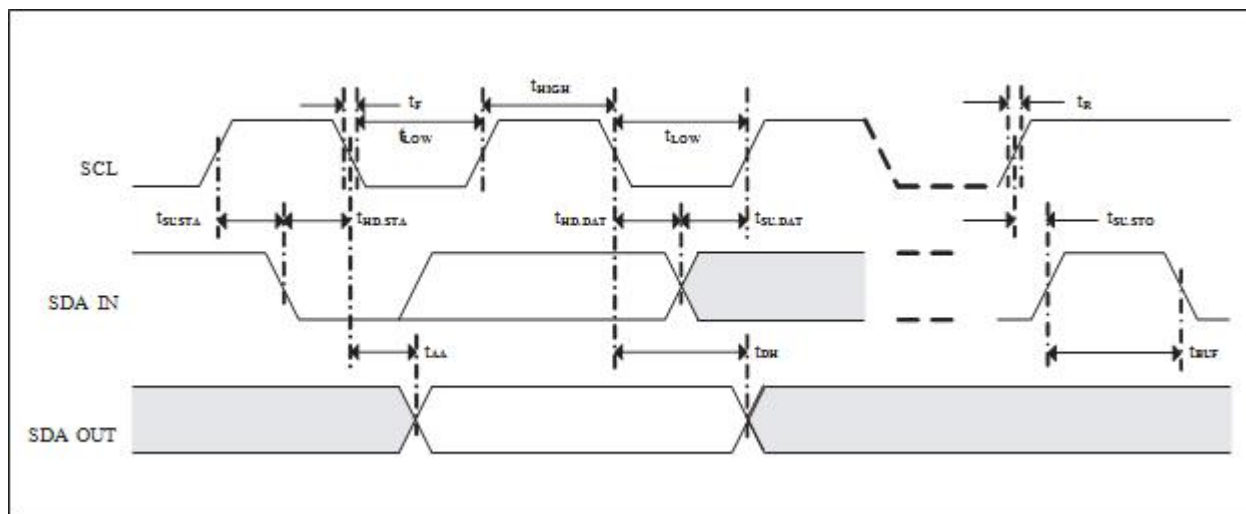 tF
tHIGH
tR
tLOW
tLOW
SCL
tSU.STA
tHD.STA
tHD.DAT
tSU.DAT
tSU.STO
SDA IN
tAA
tDH
tBUF
SDA OUT